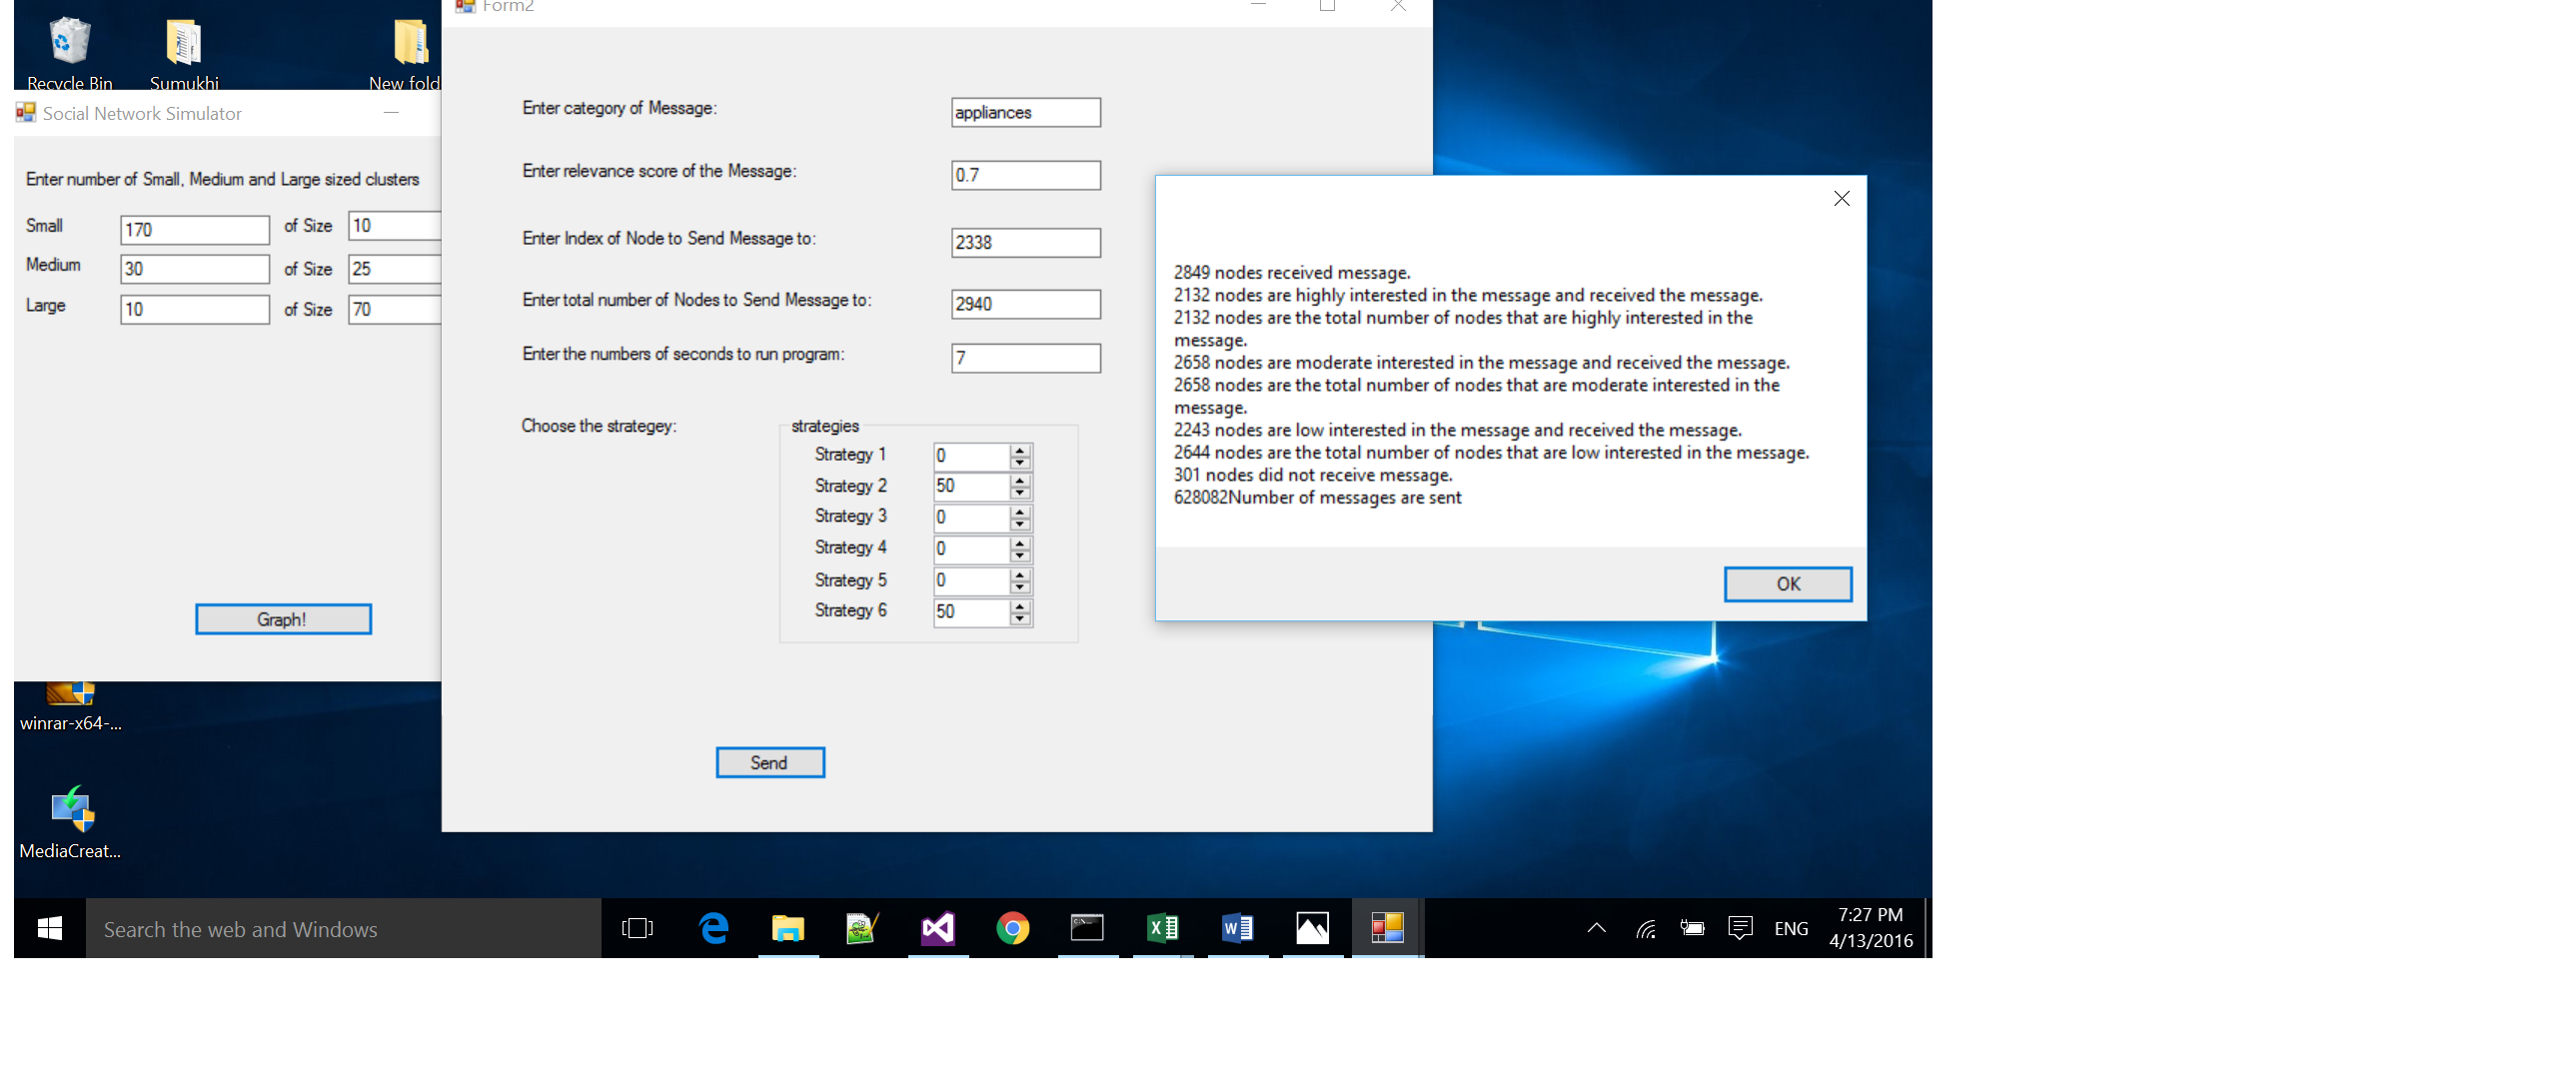 Recycle Bin
Sumukhi
New fold
Social Network Simulator
Enter number of Small, Medium and Large sized clusters
Small 170 of Size 10
Medium 30 of Size 25
Large 10 of Size 70
Graph!
winrar-x64-...
MediaCreat...
Form2
Enter category of Message: appliances
Enter relevance score of the Message: 0.7
Enter Index of Node to Send Message to: 2338
Enter total number of Nodes to Send Message to: 2940
Enter the numbers of seconds to run program: 7
Choose the strategey:
strategies
Strategy 1 0
Strategy 2 50
Strategy 3 0
Strategy 4 0
Strategy 5 0
Strategy 6 50
Send
2849 nodes received message.
2132 nodes are highly interested in the message and received the message.
2132 nodes are the total number of nodes that are highly interested in the
message.
2658 nodes are moderate interested in the message and received the message.
2658 nodes are the total number of nodes that are moderate interested in the
message.
2243 nodes are low interested in the message and received the message.
2644 nodes are the total number of nodes that are low interested in the message.
301 nodes did not receive message.
628082Number of messages are sent
OK
Search the web and Windows
ENG
7:27 PM
4/13/2016